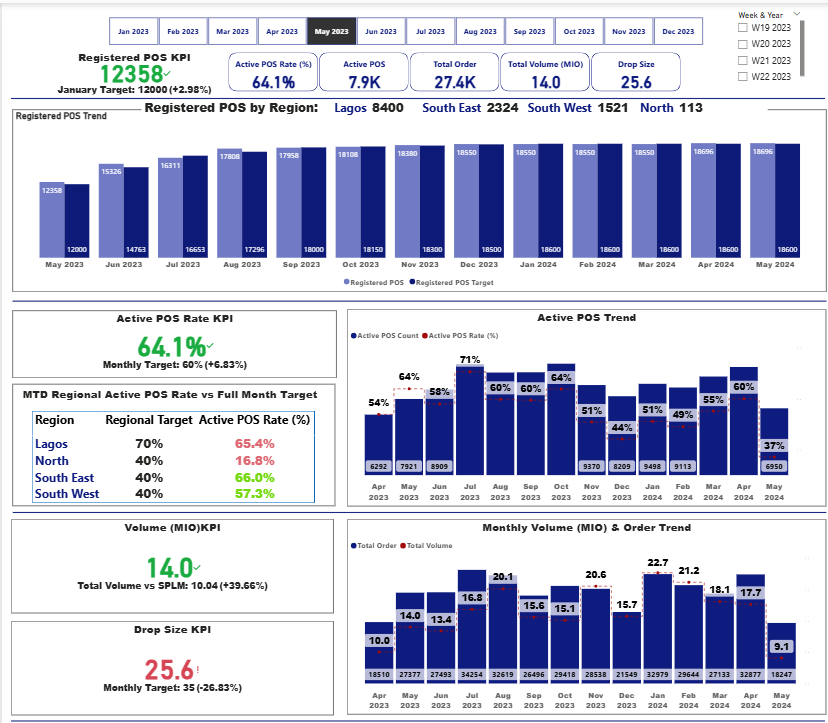 Jan 2023 Feb 2023 Mar 2023 Apr 2023 May 2023 Jun 2023 Jul 2023 Aug 2023 Sep 2023 Oct 2023 Nov 2023 Dec 2023
Week & Year
W19 2023
W20 2023
W21 2023
W22 2023
Registered POS KPI
12358
January Target: 12000 (+2.98%)
Active POS Rate (%)
64.1%
Active POS
7.9K
Total Order
27.4K
Total Volume (MIO)
14.0
Drop Size
25.6
Registered POS by Region: Lagos 8400 South East 2324 South West 1521 North 113
Registered POS Trend
12358 15326 16311 17808 17958 18108 18380 18550 18550 18550 18550 18696 18696
12000 14763 16653 17296 18000 18150 18300 18500 18600 18600 18600 18600 18600
May 2023 Jun 2023 Jul 2023 Aug 2023 Sep 2023 Oct 2023 Nov 2023 Dec 2023 Jan 2024 Feb 2024 Mar 2024 Apr 2024 May 2024
Registered POS Registered POS Target
Active POS Rate KPI
64.1%
Monthly Target: 60% (+6.83%)
MTD Regional Active POS Rate vs Full Month Target
Region Regional Target Active POS Rate (%)
Lagos 70% 65.4%
North 40% 16.8%
South East 40% 66.0%
South West 40% 57.3%
Active POS Trend
Active POS Count Active POS Rate (%)
54% 64% 58% 71% 60% 60% 64% 51% 44% 51% 49% 55% 60% 37%
6292 7921 8909 9370 8209 9498 9113 6950
Apr May Jun Jul Aug Sep Oct Nov Dec Jan Feb Mar Apr May
2023 2023 2023 2023 2023 2023 2023 2023 2023 2024 2024 2024 2024 2024
Volume (MIO)KPI
14.0
Total Volume vs SPLM: 10.04 (+39.66%)
Drop Size KPI
25.6!
Monthly Target: 35 (-26.83%)
Monthly Volume (MIO) & Order Trend
Total Order Total Volume
10.0 14.0 13.4 16.8 20.1 15.6 15.1 20.6 15.7 22.7 21.2 18.1 17.7 9.1
18510 27377 27493 34254 32619 26496 29418 28538 21549 32979 29644 27133 32877 18247
Apr May Jun Jul Aug Sep Oct Nov Dec Jan Feb Mar Apr May
2023 2023 2023 2023 2023 2023 2023 2023 2023 2024 2024 2024 2024 2024